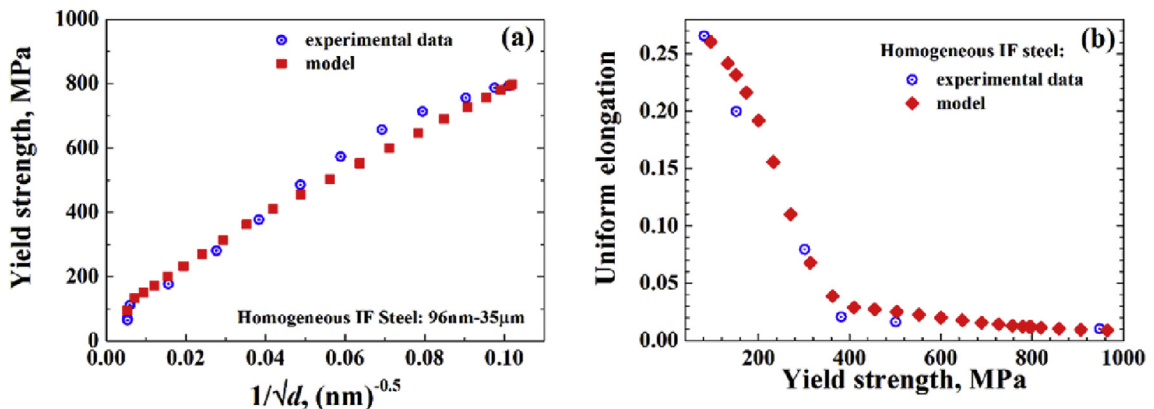 (a)
experimental data
model
Homogeneous IF Steel: 96nm-35μm
Yield strength, MPa
0
200
400
600
800
1000
0.00
0.02
0.04
0.06
0.08
0.10
1/√d, (nm)^-0.5
(b)
Homogeneous IF steel:
experimental data
model
Uniform elongation
0.00
0.05
0.10
0.15
0.20
0.25
200
400
600
800
1000
Yield strength, MPa